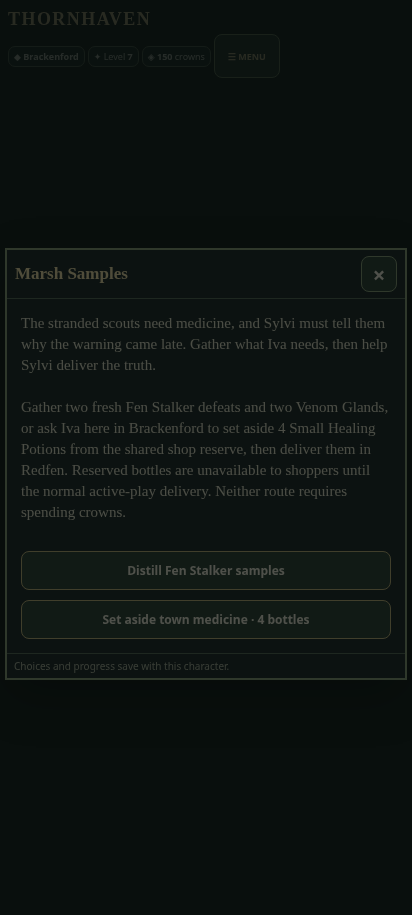 THORNHAVEN
◆ Brackenford ✦ Level 7 ◉ 150 crowns ☰ MENU
Marsh Samples ×
The stranded scouts need medicine, and Sylvi must tell them
why the warning came late. Gather what Iva needs, then help
Sylvi deliver the truth.
Gather two fresh Fen Stalker defeats and two Venom Glands,
or ask Iva here in Brackenford to set aside 4 Small Healing
Potions from the shared shop reserve, then deliver them in
Redfen. Reserved bottles are unavailable to shoppers until
the normal active-play delivery. Neither route requires
spending crowns.
Distill Fen Stalker samples
Set aside town medicine · 4 bottles
Choices and progress save with this character.